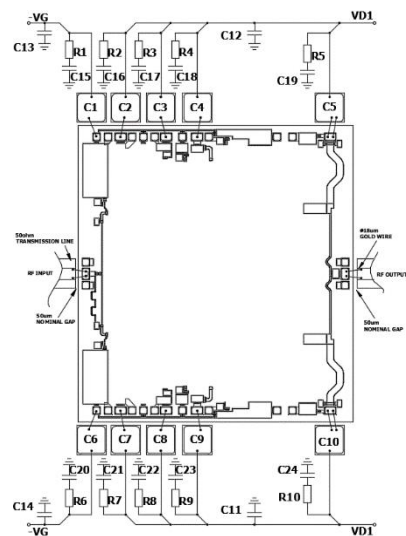 -VG VD1
C13 R1 R2 R3 R4 C12 R5
C15 C16 C17 C18 C19
C1 C2 C3 C4 C5
50ohm
TRANSMISSION LINE
#18um
GOLD WIRE
RF INPUT RF OUTPUT
50um
NOMINAL GAP
50um
NOMINAL GAP
C6 C7 C8 C9 C10
C20 C21 C22 C23 C24
C14 R6 R7 R8 R9 C11 R10
-VG VD1